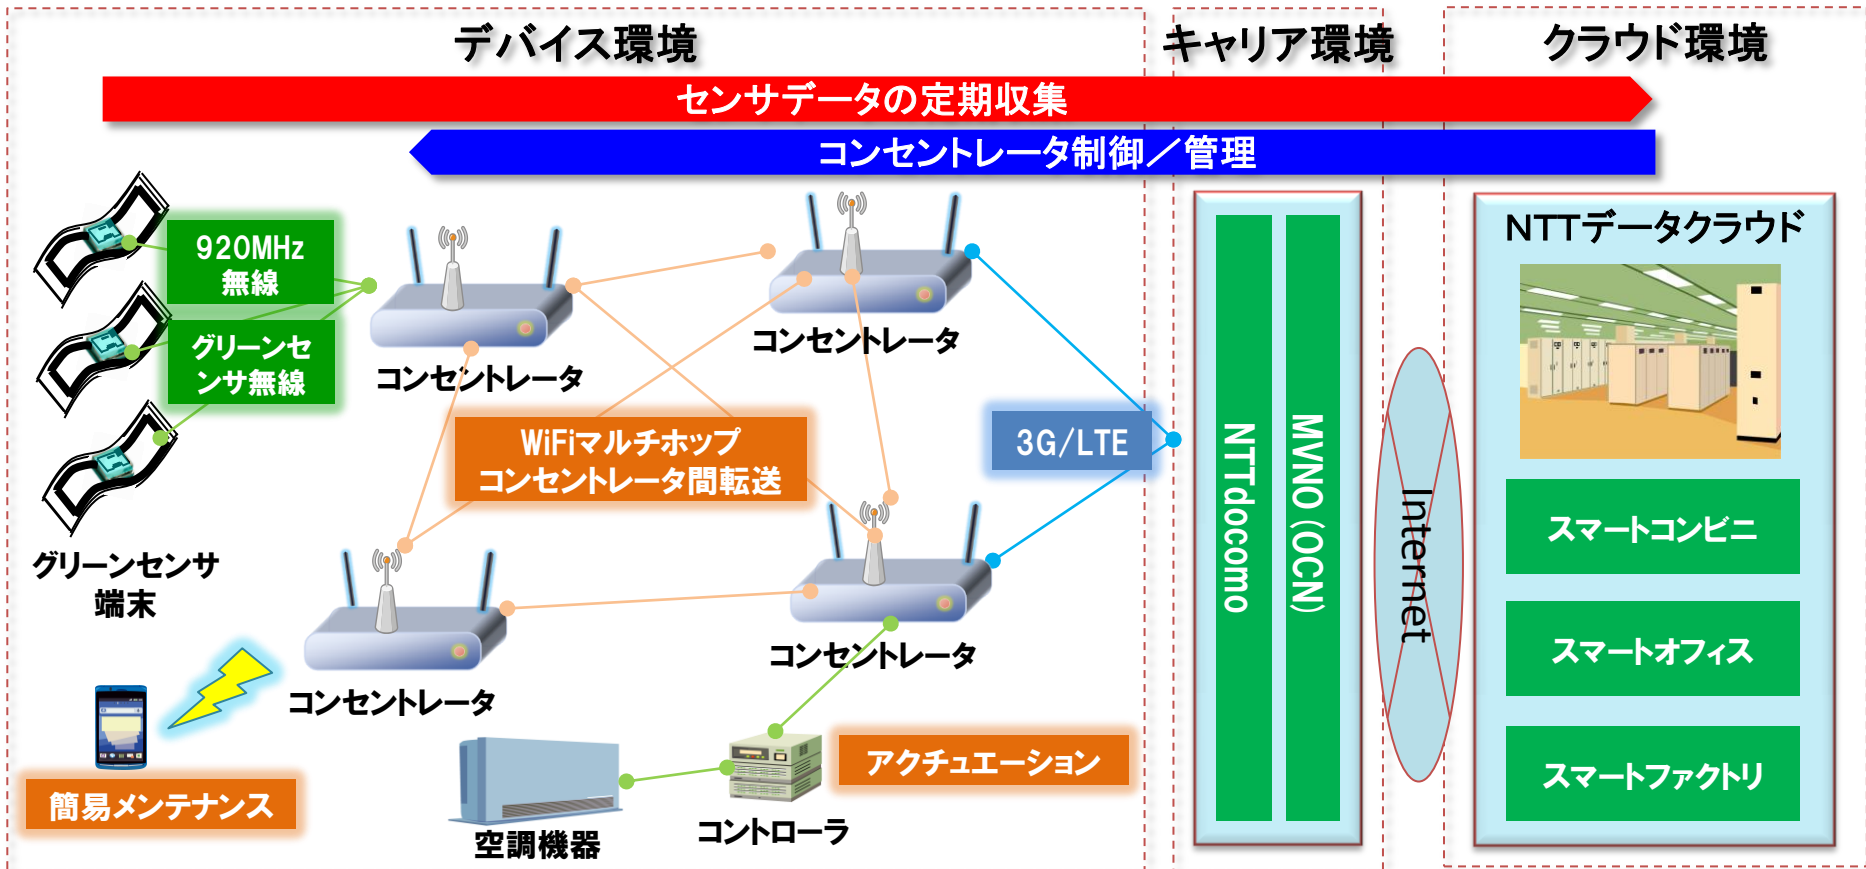 デバイス環境
キャリア環境
クラウド環境
センサデータの定期収集
コンセントレータ制御／管理
920MHz
無線
グリーンセ
ンサ無線
グリーンセンサ
端末
コンセントレータ
コンセントレータ
WiFiマルチホップ
コンセントレータ間転送
3G/LTE
コンセントレータ
コンセントレータ
簡易メンテナンス
空調機器
コントローラ
アクチュエーション
NTTdocomo
MVNO(OCN)
Internet
NTTデータクラウド
スマートコンビニ
スマートオフィス
スマートファクトリ